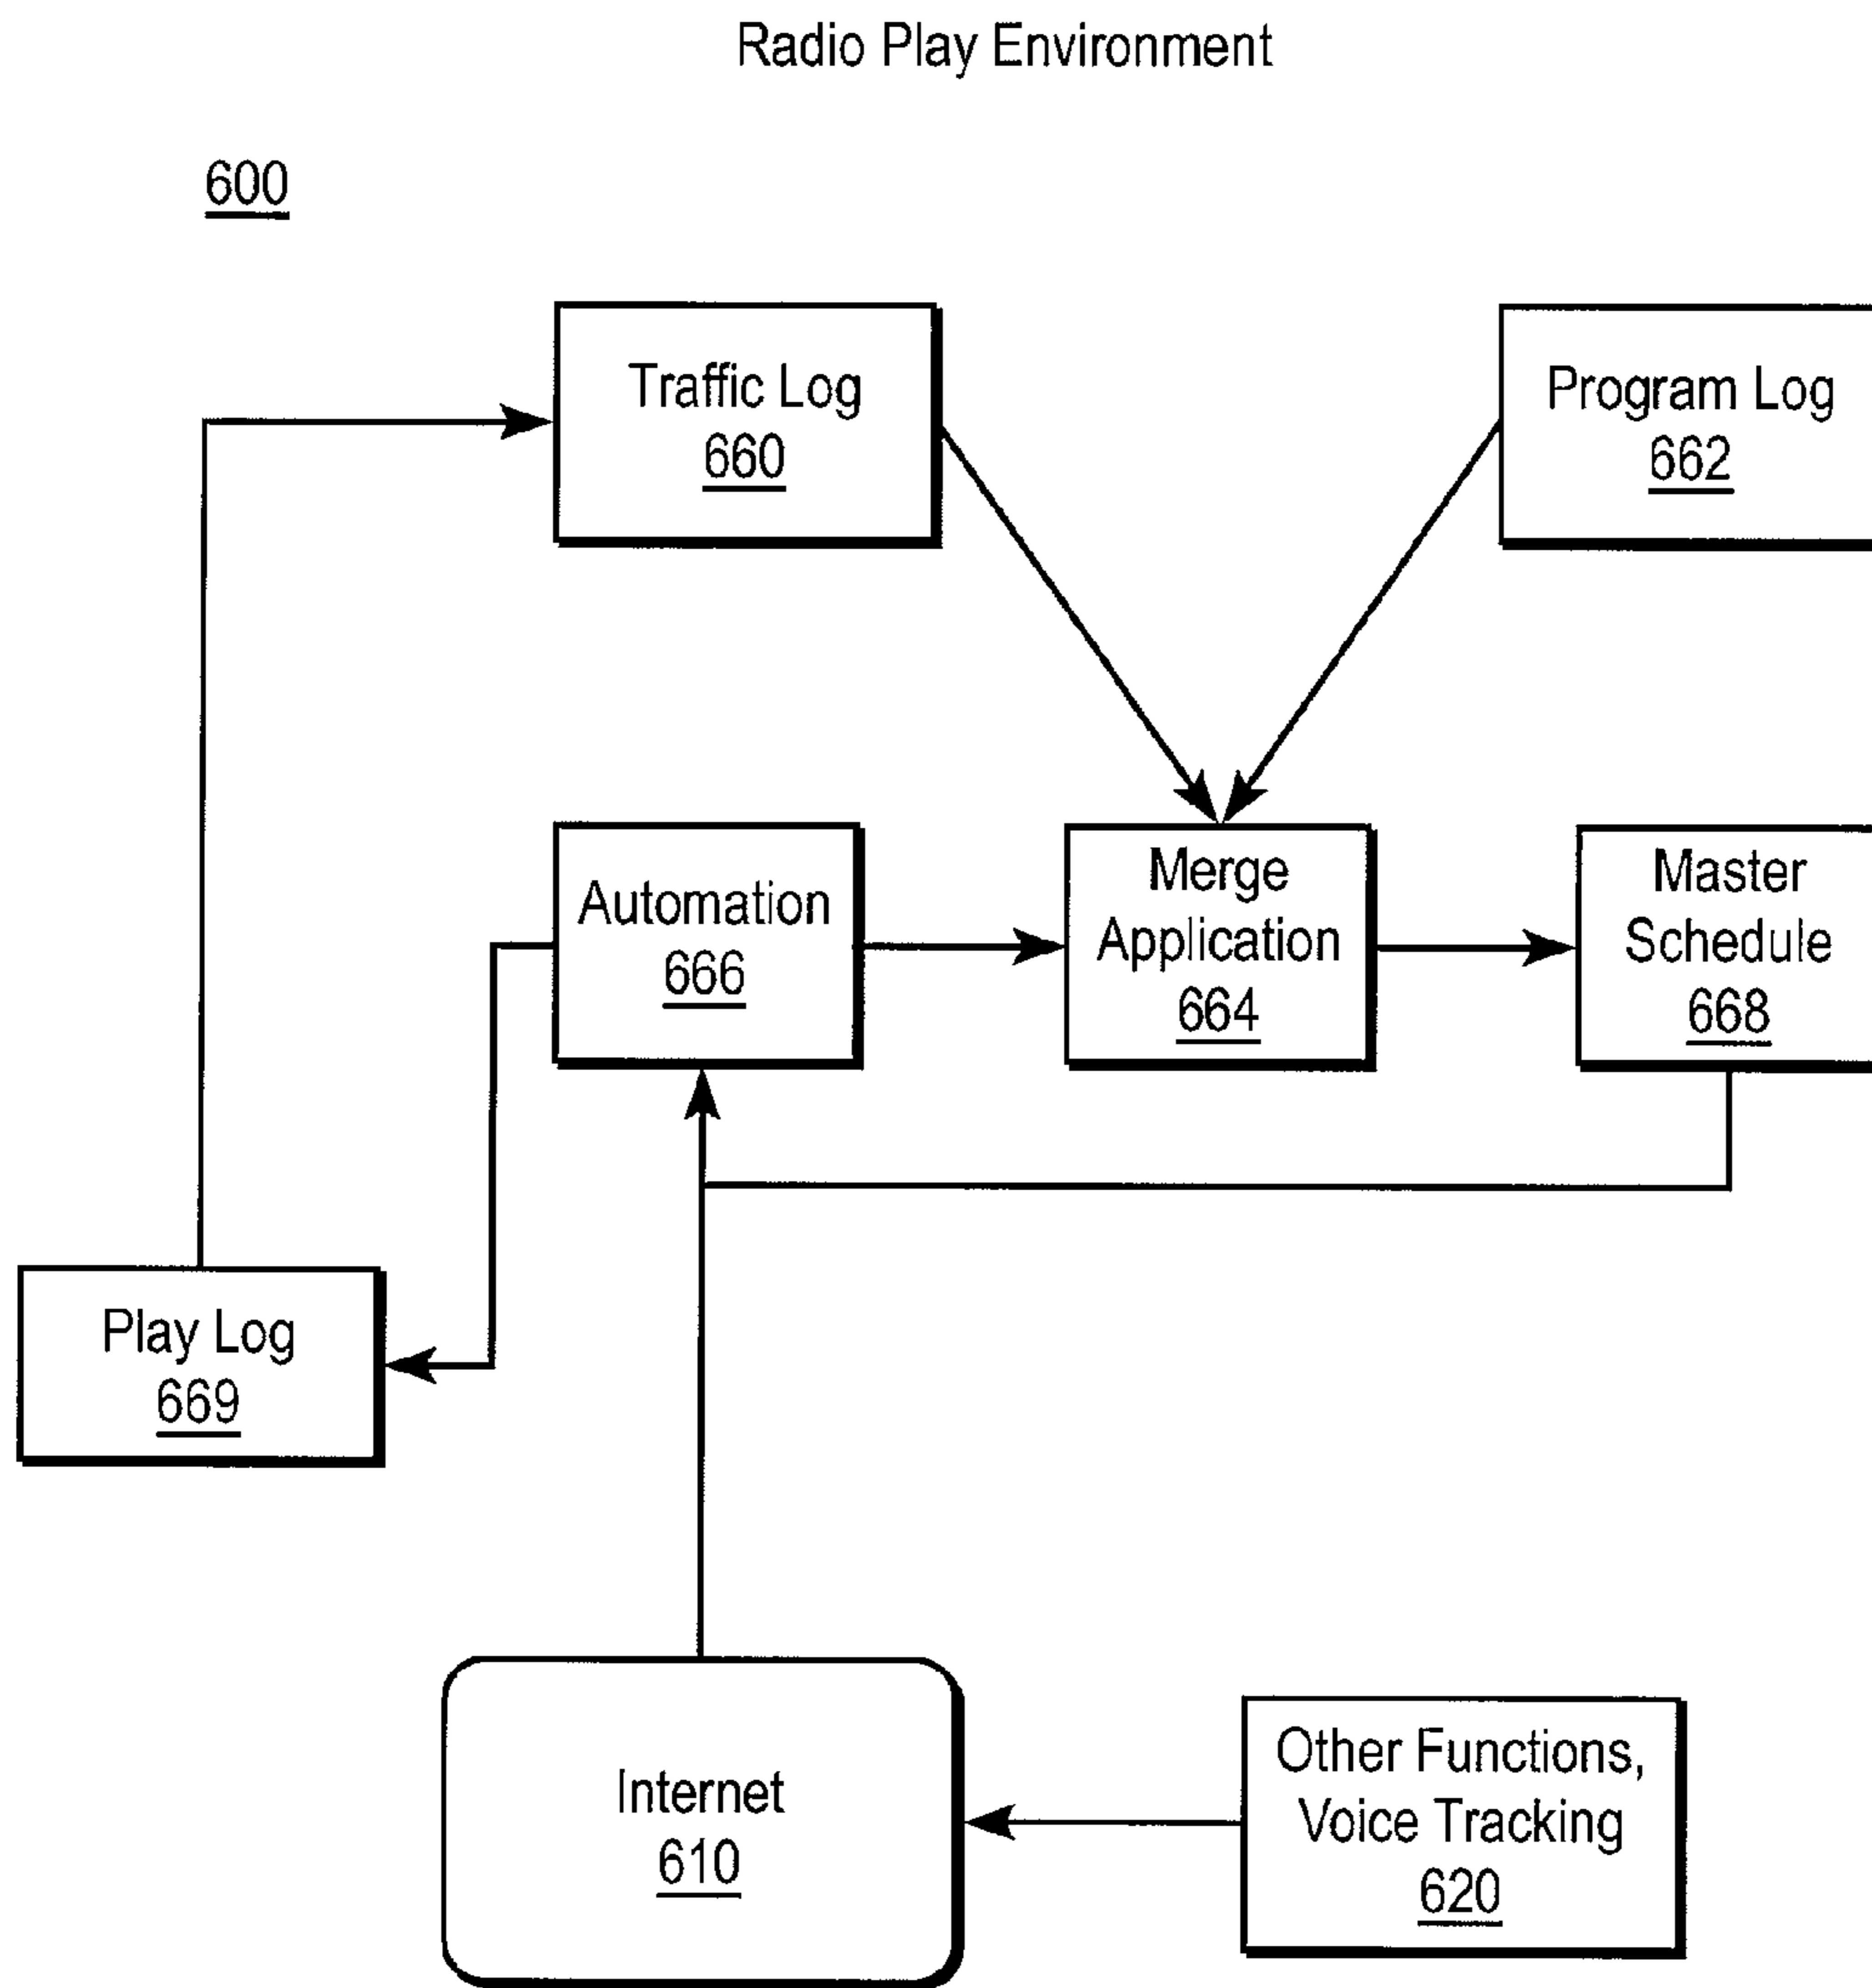 Radio Play Environment
600
Traffic Log
660
Program Log
662
Automation
666
Merge
Application
664
Master
Schedule
668
Play Log
669
Internet
610
Other Functions,
Voice Tracking
620